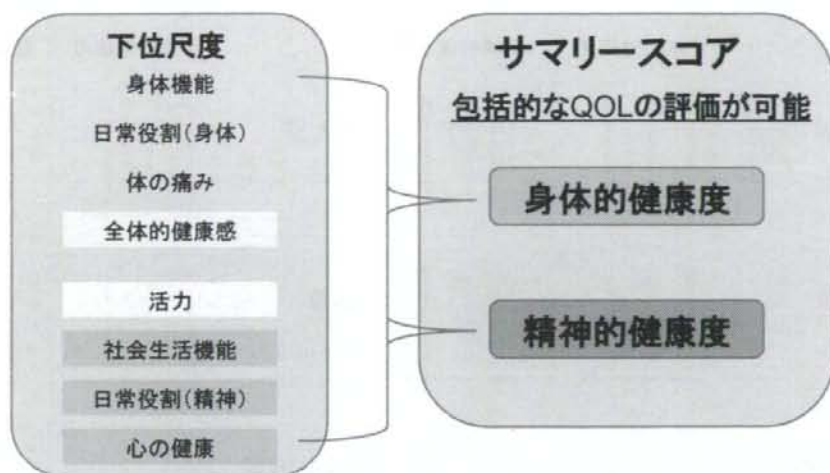 下位尺度
身体機能
日常役割(身体)
体の痛み
全体的健康感
活力
社会生活機能
日常役割(精神)
心の健康
サマリースコア
包括的なQOLの評価が可能
身体的健康度
精神的健康度